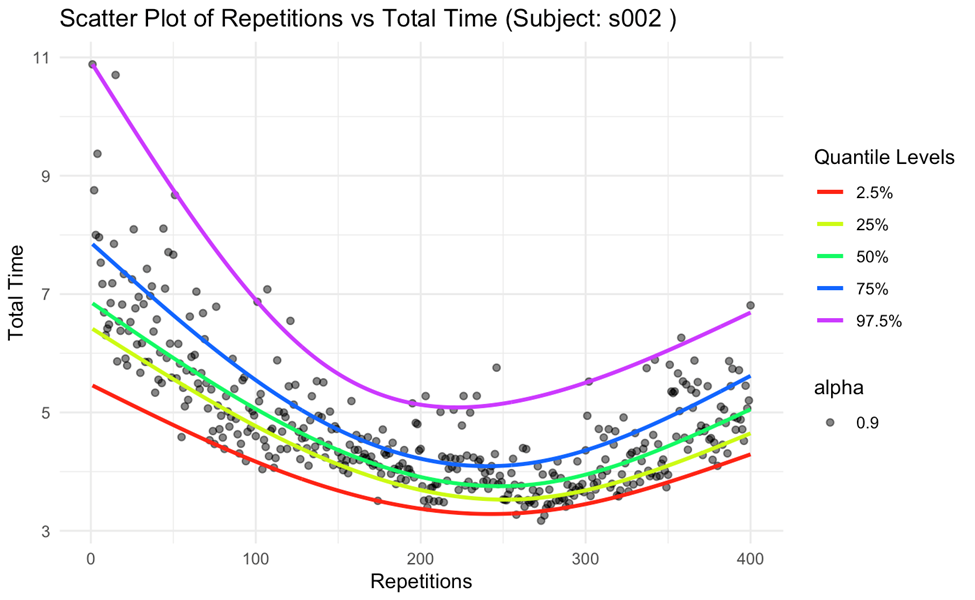 Scatter Plot of Repetitions vs Total Time (Subject: s002 )
11
9
7
5
3
Total Time
0 100 200 300 400
Repetitions
Quantile Levels
2.5%
25%
50%
75%
97.5%
alpha
0.9